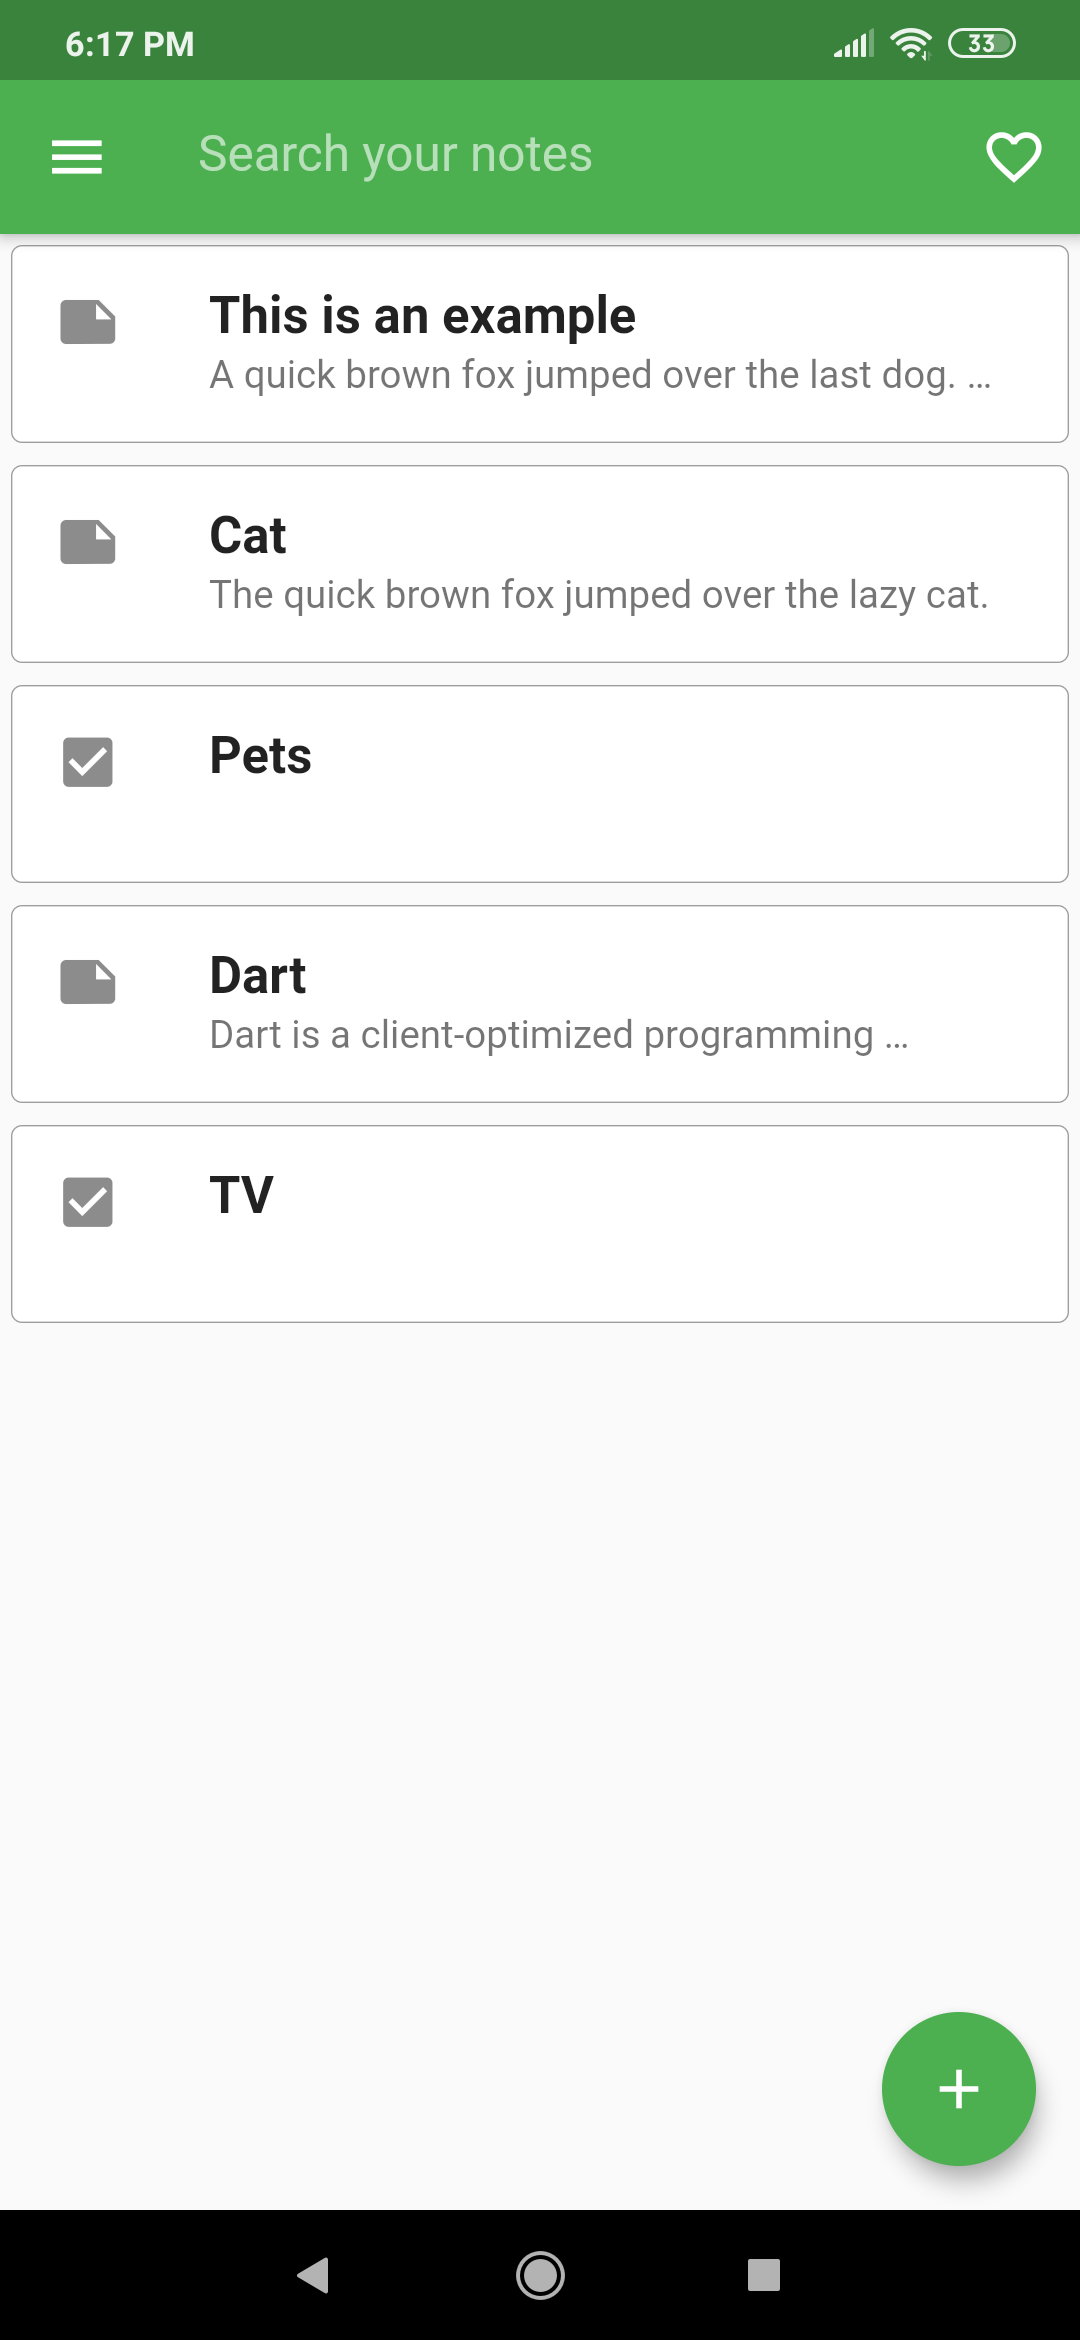 6:17 PM
33
Search your notes
This is an example
A quick brown fox jumped over the last dog. ...
Cat
The quick brown fox jumped over the lazy cat.
Pets
Dart
Dart is a client-optimized programming ...
TV